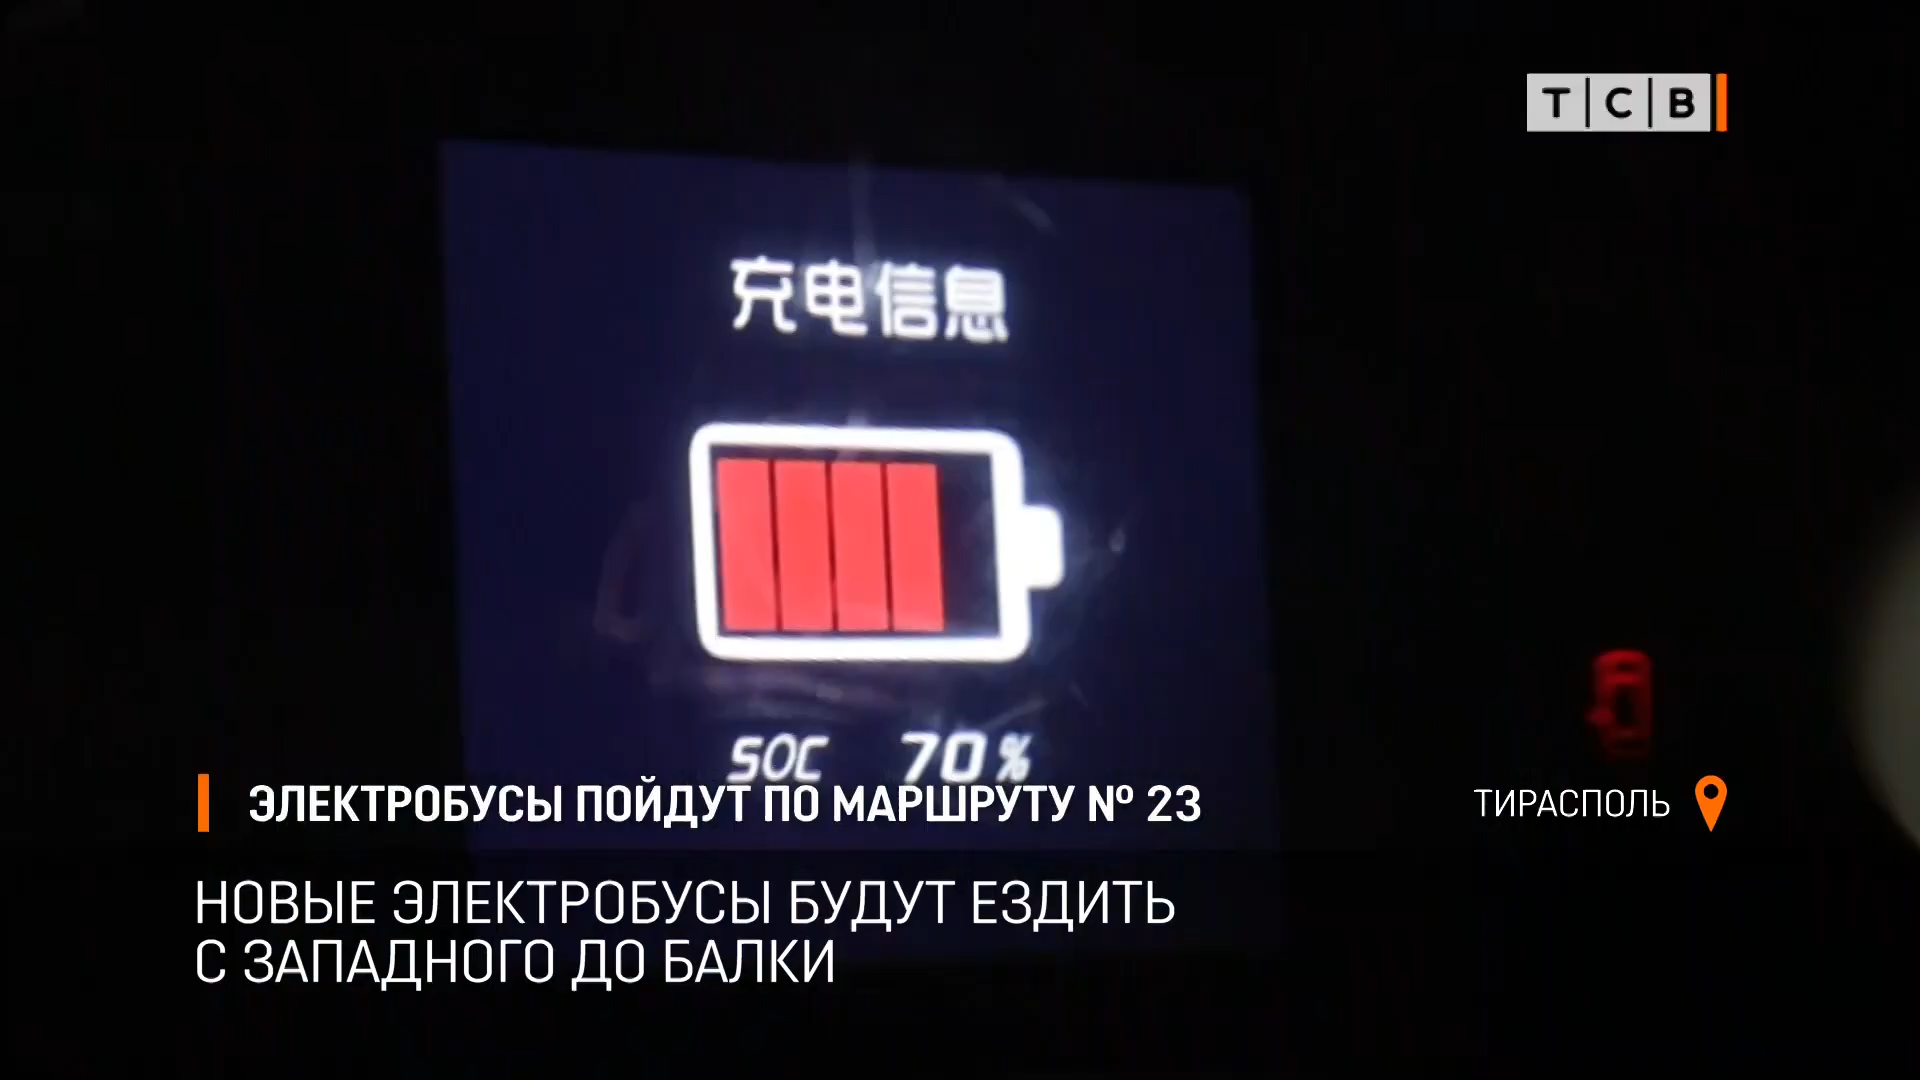 ТСВ
充电信息
SOC 70%
ЭЛЕКТРОБУСЫ ПОЙДУТ ПО МАРШРУТУ № 23
ТИРАСПОЛЬ
НОВЫЕ ЭЛЕКТРОБУСЫ БУДУТ ЕЗДИТЬ
С ЗАПАДНОГО ДО БАЛКИ